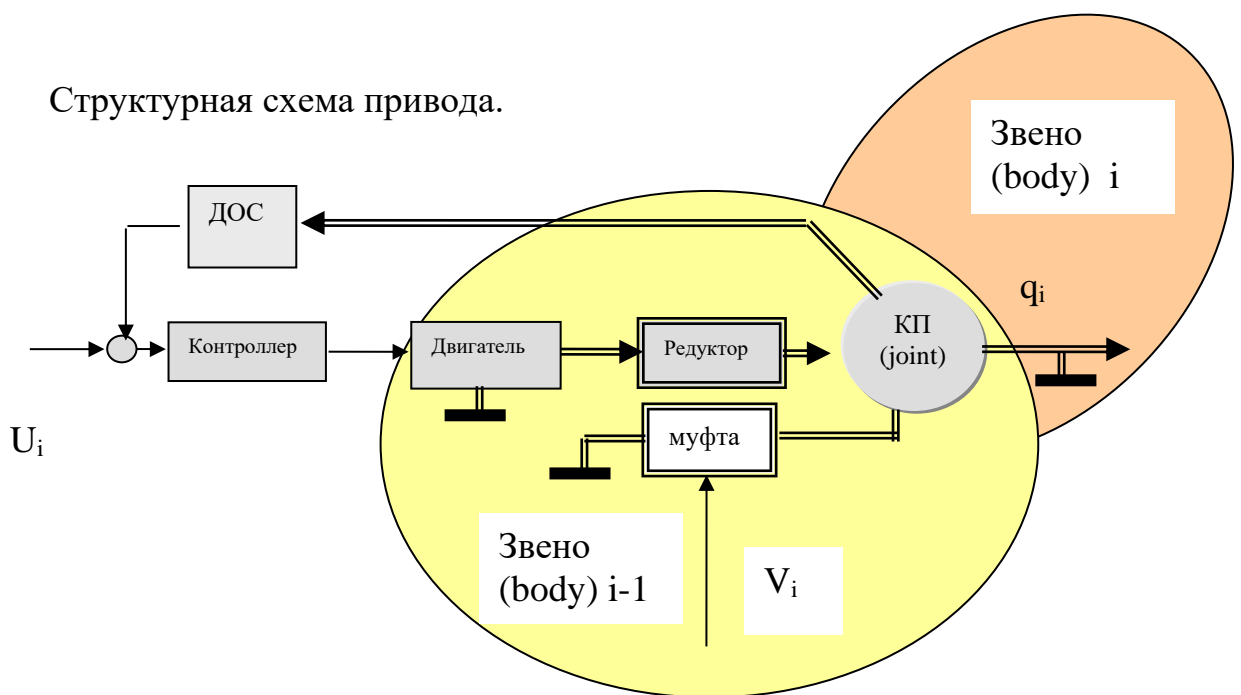 Структурная схема привода.
Звено
(body) i
ДОС
qᵢ
КП
(joint)
Контроллер
Двигатель
Редуктор
Uᵢ
муфта
Звено
(body) i-1
Vᵢ